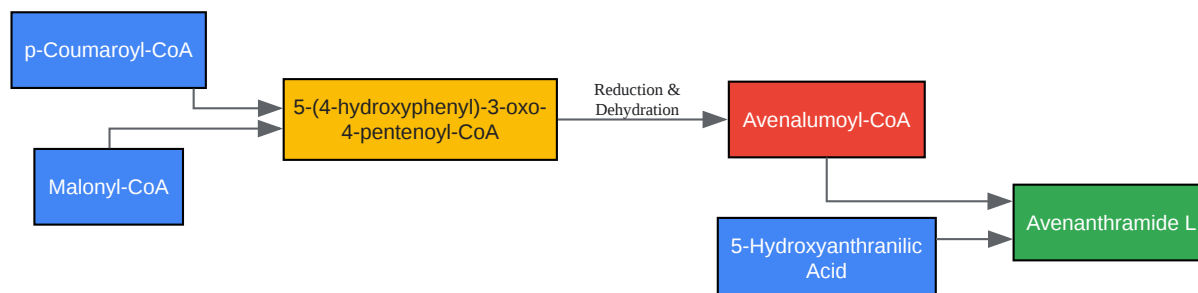 p-Coumaroyl-CoA
Malonyl-CoA
5-(4-hydroxyphenyl)-3-oxo-
4-pentenoyl-CoA
Reduction &
Dehydration
Avenalumoyl-CoA
5-Hydroxyanthranilic
Acid
Avenanthramide L